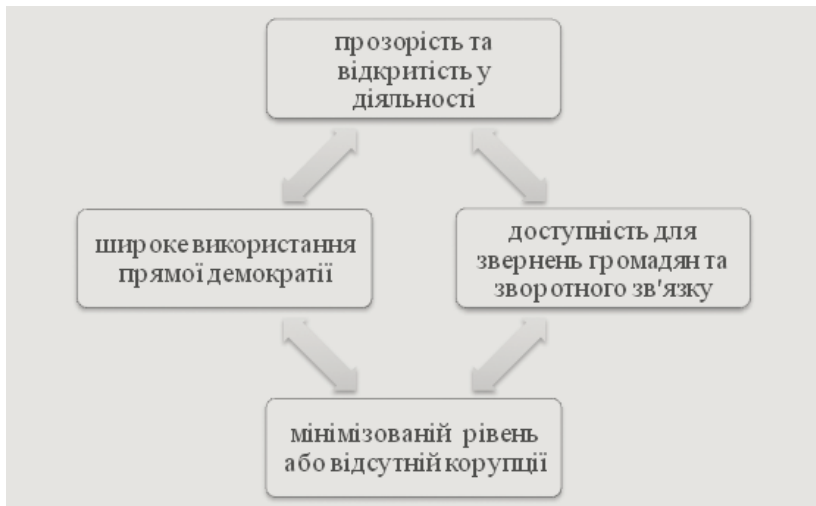 прозорість та
відкритість у
діяльності
широке використання
прямої демократії
доступність для
звернень громадян та
зворотного зв'язку
мінімізованій рівень
або відсутній корупції